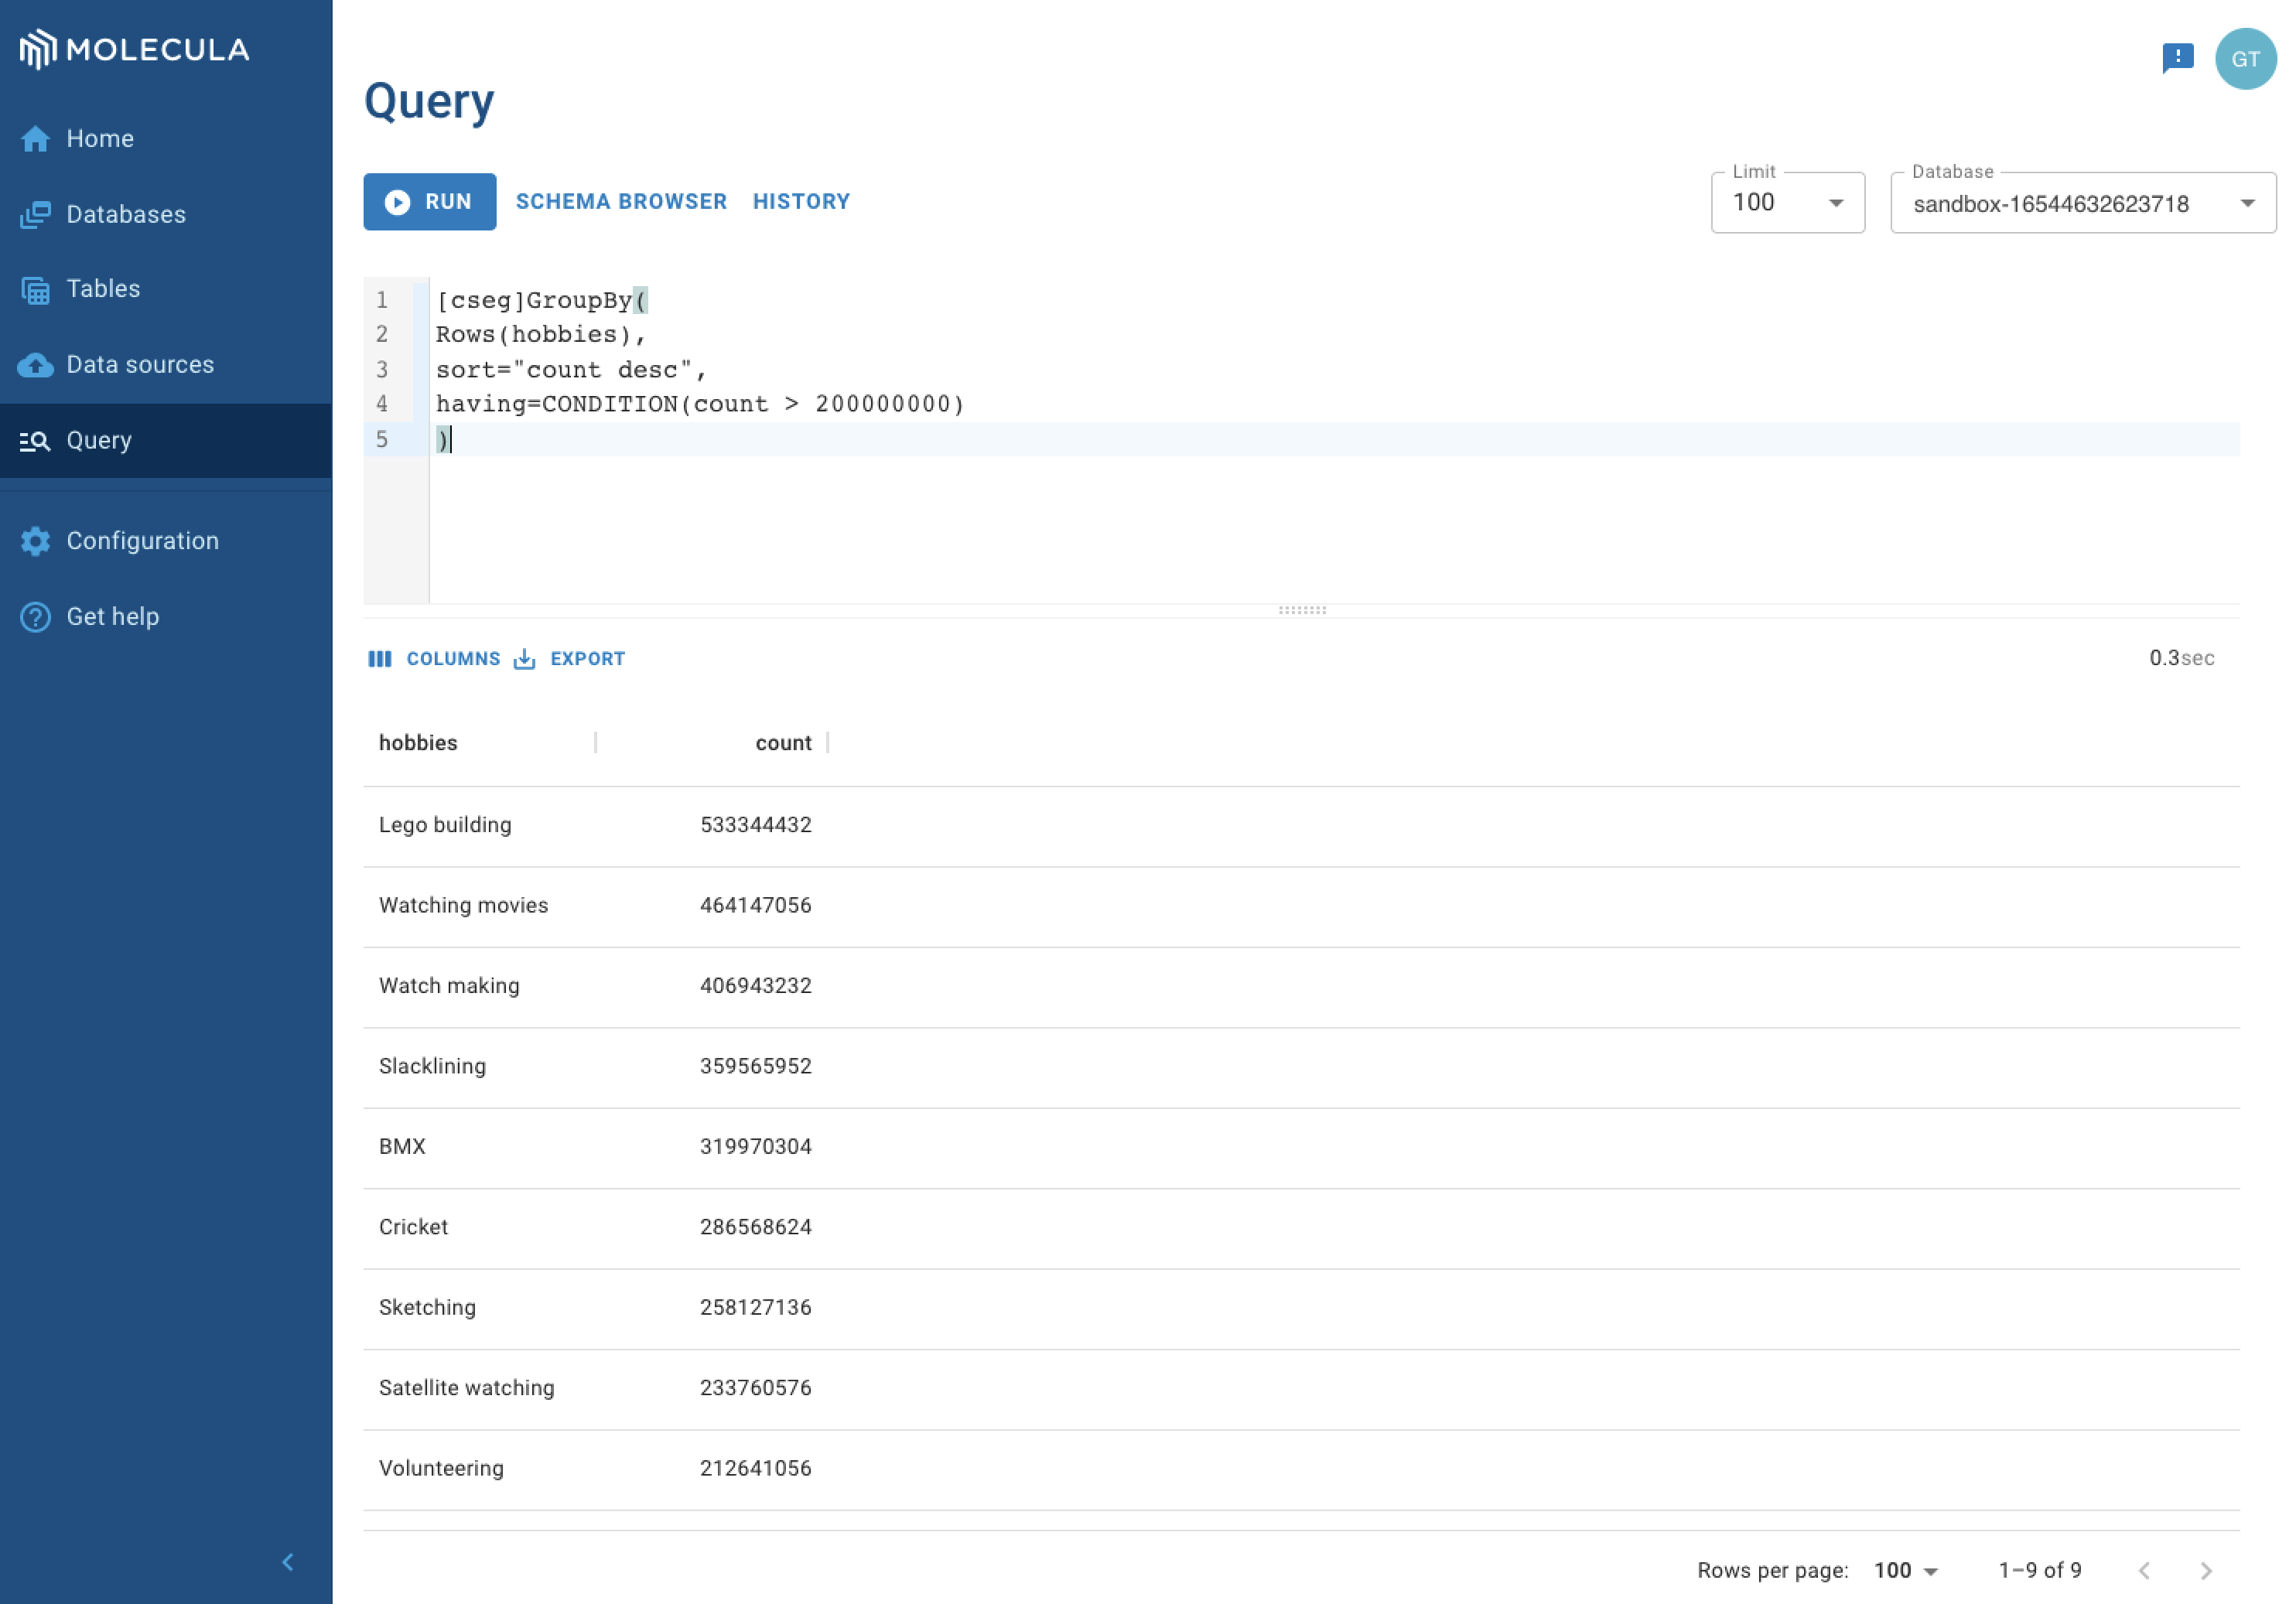 MOLECULA
Home
Databases
Tables
Data sources
Query
Configuration
Get help
GT
Query
RUN SCHEMA BROWSER HISTORY
Limit
100
Database
sandbox-16544632623718
1 [cseg]GroupBy(
2 Rows(hobbies),
3 sort="count desc",
4 having=CONDITION(count > 200000000)
5 )
COLUMNS EXPORT 0.3sec
hobbies count
Lego building 533344432
Watching movies 464147056
Watch making 406943232
Slacklining 359565952
BMX 319970304
Cricket 286568624
Sketching 258127136
Satellite watching 233760576
Volunteering 212641056
Rows per page: 100 1–9 of 9